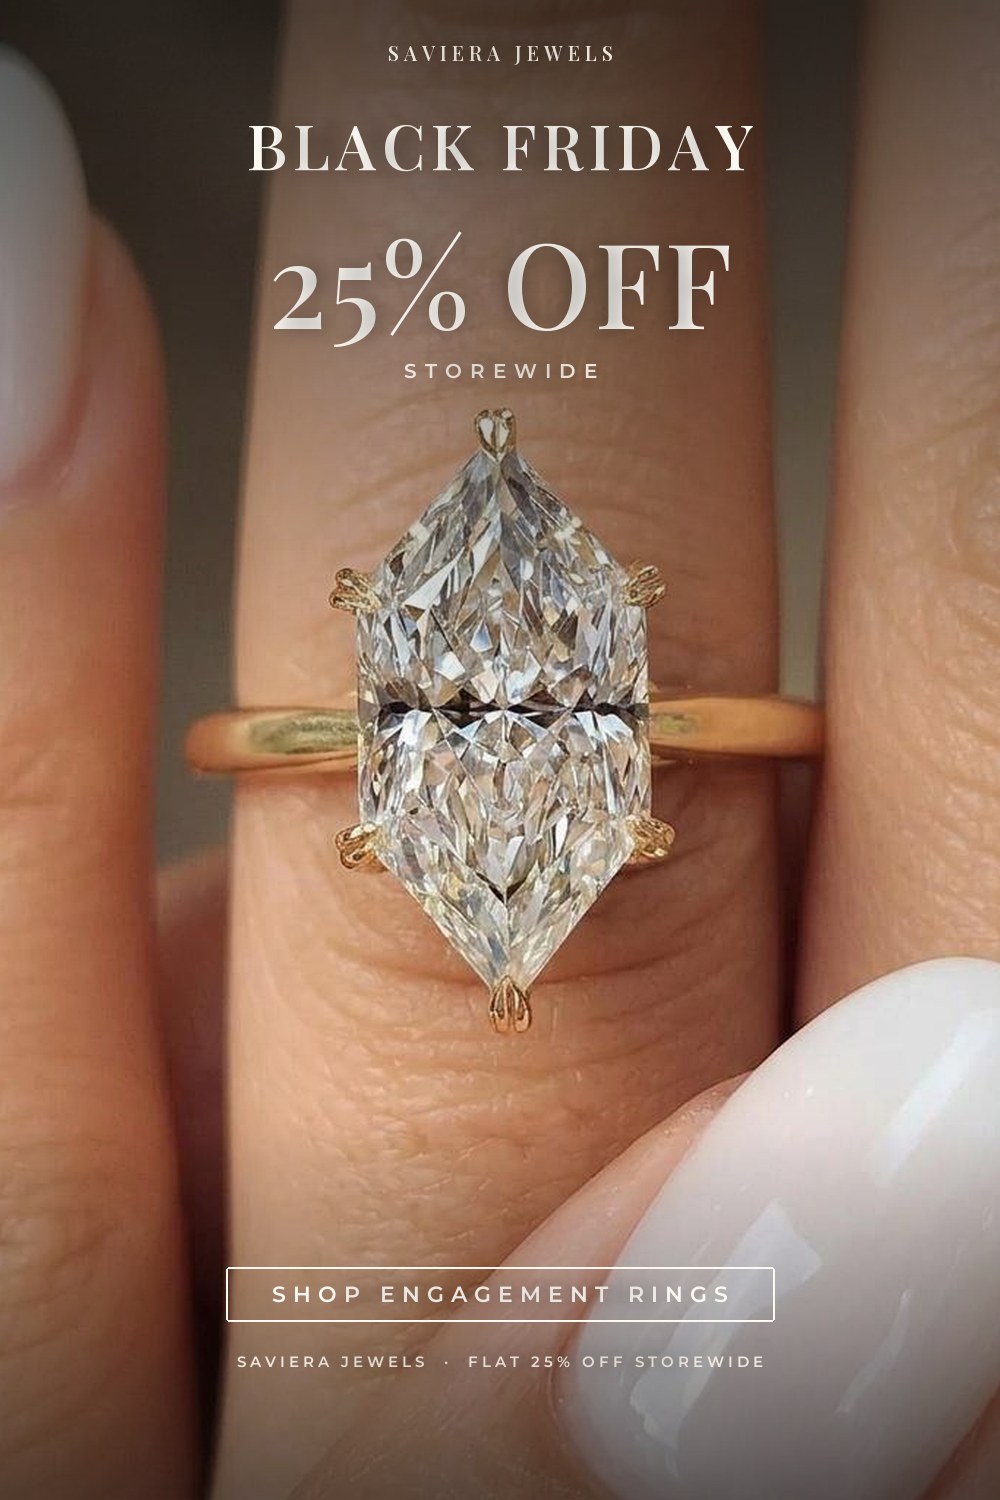 SAVIERA JEWELS
BLACK FRIDAY
25% OFF
STOREWIDE
SHOP ENGAGEMENT RINGS
SAVIERA JEWELS · FLAT 25% OFF STOREWIDE